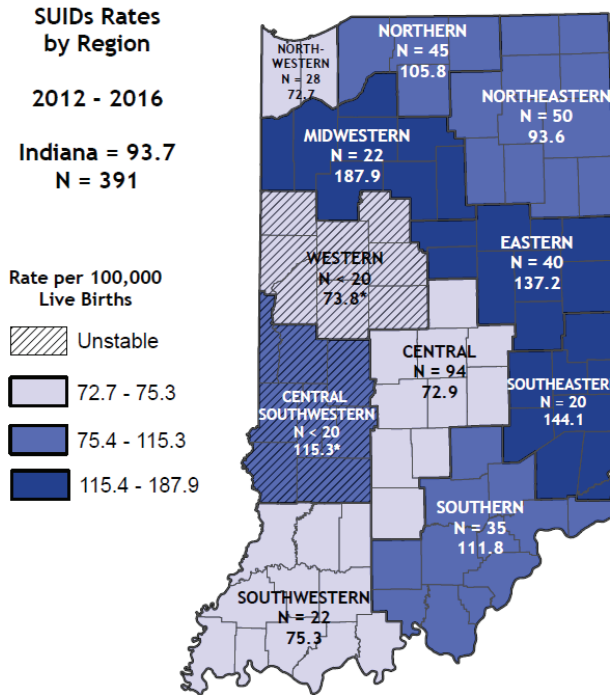 SUIDs Rates
by Region
2012 - 2016
Indiana = 93.7
N = 391
Rate per 100,000
Live Births
Unstable
72.7 - 75.3
75.4 - 115.3
115.4 - 187.9
NORTH-
WESTERN
N = 28
72.7
NORTHERN
N = 45
105.8
NORTHEASTERN
N = 50
93.6
MIDWESTERN
N = 22
187.9
WESTERN
N < 20
73.8*
EASTERN
N = 40
137.2
CENTRAL
N = 94
72.9
CENTRAL
SOUTHWESTERN
N < 20
115.3*
SOUTHEASTERN
N = 20
144.1
SOUTHERN
N = 35
111.8
SOUTHWESTERN
N = 22
75.3